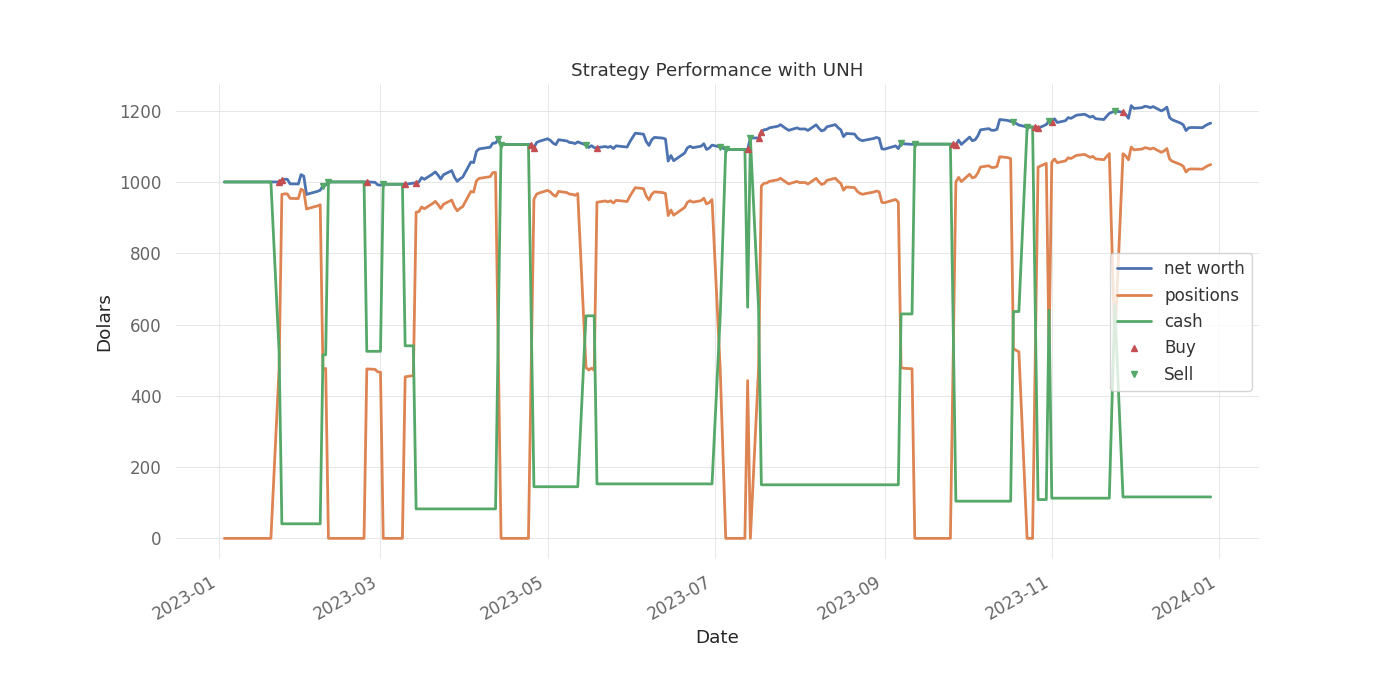 Strategy Performance with UNH
Dolars
1200
1000
800
600
400
200
0
net worth
positions
cash
Buy
Sell
2023-01
2023-03
2023-05
2023-07
2023-09
2023-11
2024-01
Date